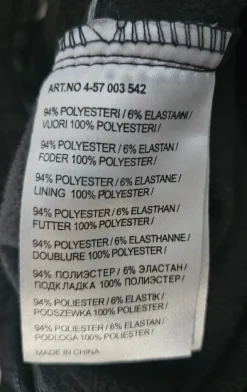 ART.NO 4-57 003 542
94% POLYESTERI / 6% ELASTAANI /
VUORI 100% POLYESTERI /
94% POLYESTER / 6% ELASTAN /
FODER 100% POLYESTER /
94% POLYESTER / 6% ELASTANE /
LINING 100% POLYESTER /
94% POLYESTER / 6% ELASTHAN /
FUTTER 100% POLYESTER /
94% POLYESTER / 6% ELASTHANNE /
DOUBLURE 100% POLYESTER /
94% ПОЛИЭСТЕР / 6% ЭЛАСТАН /
ПОДКЛАДКА 100% ПОЛИЭСТЕР /
94% POLIESTER / 6% ELASTIK /
PODSZEWKA 100% POLIESTER /
94% POLIESTER / 6% ELASTAN /
PODLOGA 100% POLIESTER /
MADE IN CHINA